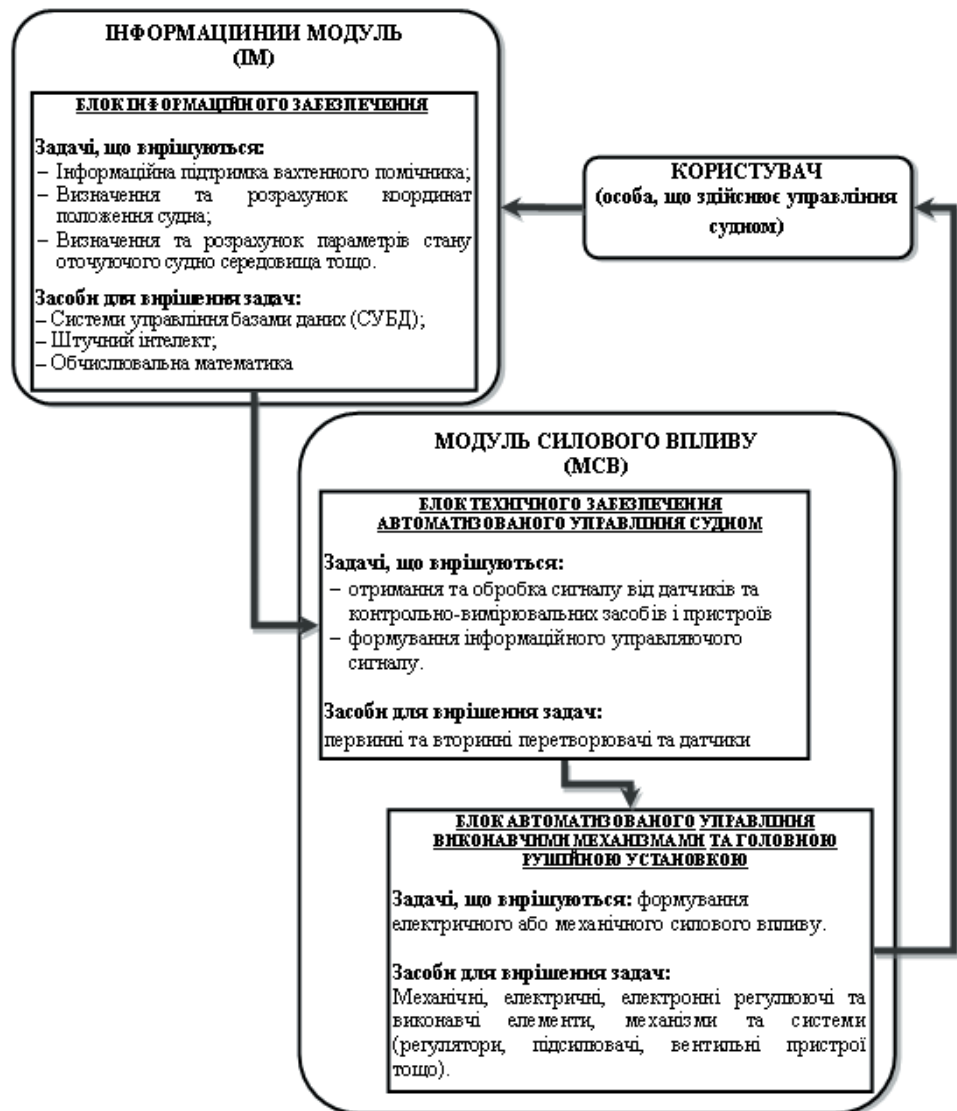 ІНФОРМАЦІЙНИЙ МОДУЛЬ
(ІМ)
БЛОК ІНФОРМАЦІЙНОГО ЗАБЕЗПЕЧЕННЯ
Задачі, що вирішуються:
– Інформаційна підтримка вахтенного помічника;
– Визначення та розрахунок координат
положення судна;
– Визначення та розрахунок параметрів стану
оточуючого судно середовища тощо.
Засоби для вирішення задач:
– Системи управління базами даних (СУБД);
– Штучний інтелект;
– Обчислювальна математика
КОРИСТУВАЧ
(особа, що здійснює управління
судном)
МОДУЛЬ СИЛОВОГО ВПЛИВУ
(МСВ)
БЛОК ТЕХНІЧНОГО ЗАБЕЗПЕЧЕННЯ
АВТОМАТИЗОВАНОГО УПРАВЛІННЯ СУДНОМ
Задачі, що вирішуються:
– отримання та обробка сигналу від датчиків та
контрольно-вимірювальних засобів і пристроїв
– формування інформаційного управляючого
сигналу.
Засоби для вирішення задач:
первинні та вторинні перетворювачі та датчики
БЛОК АВТОМАТИЗОВАНОГО УПРАВЛІННЯ
ВИКОНАВЧИМИ МЕХАНІЗМАМИ ТА ГОЛОВНОЮ
РУШІЙНОЮ УСТАНОВКОЮ
Задачі, що вирішуються: формування
електричного або механічного силового впливу.
Засоби для вирішення задач:
Механічні, електричні, електронні регулюючі та
виконавчі елементи, механізми та системи
(регулятори, підсилювачі, вентильні пристрої
тощо).